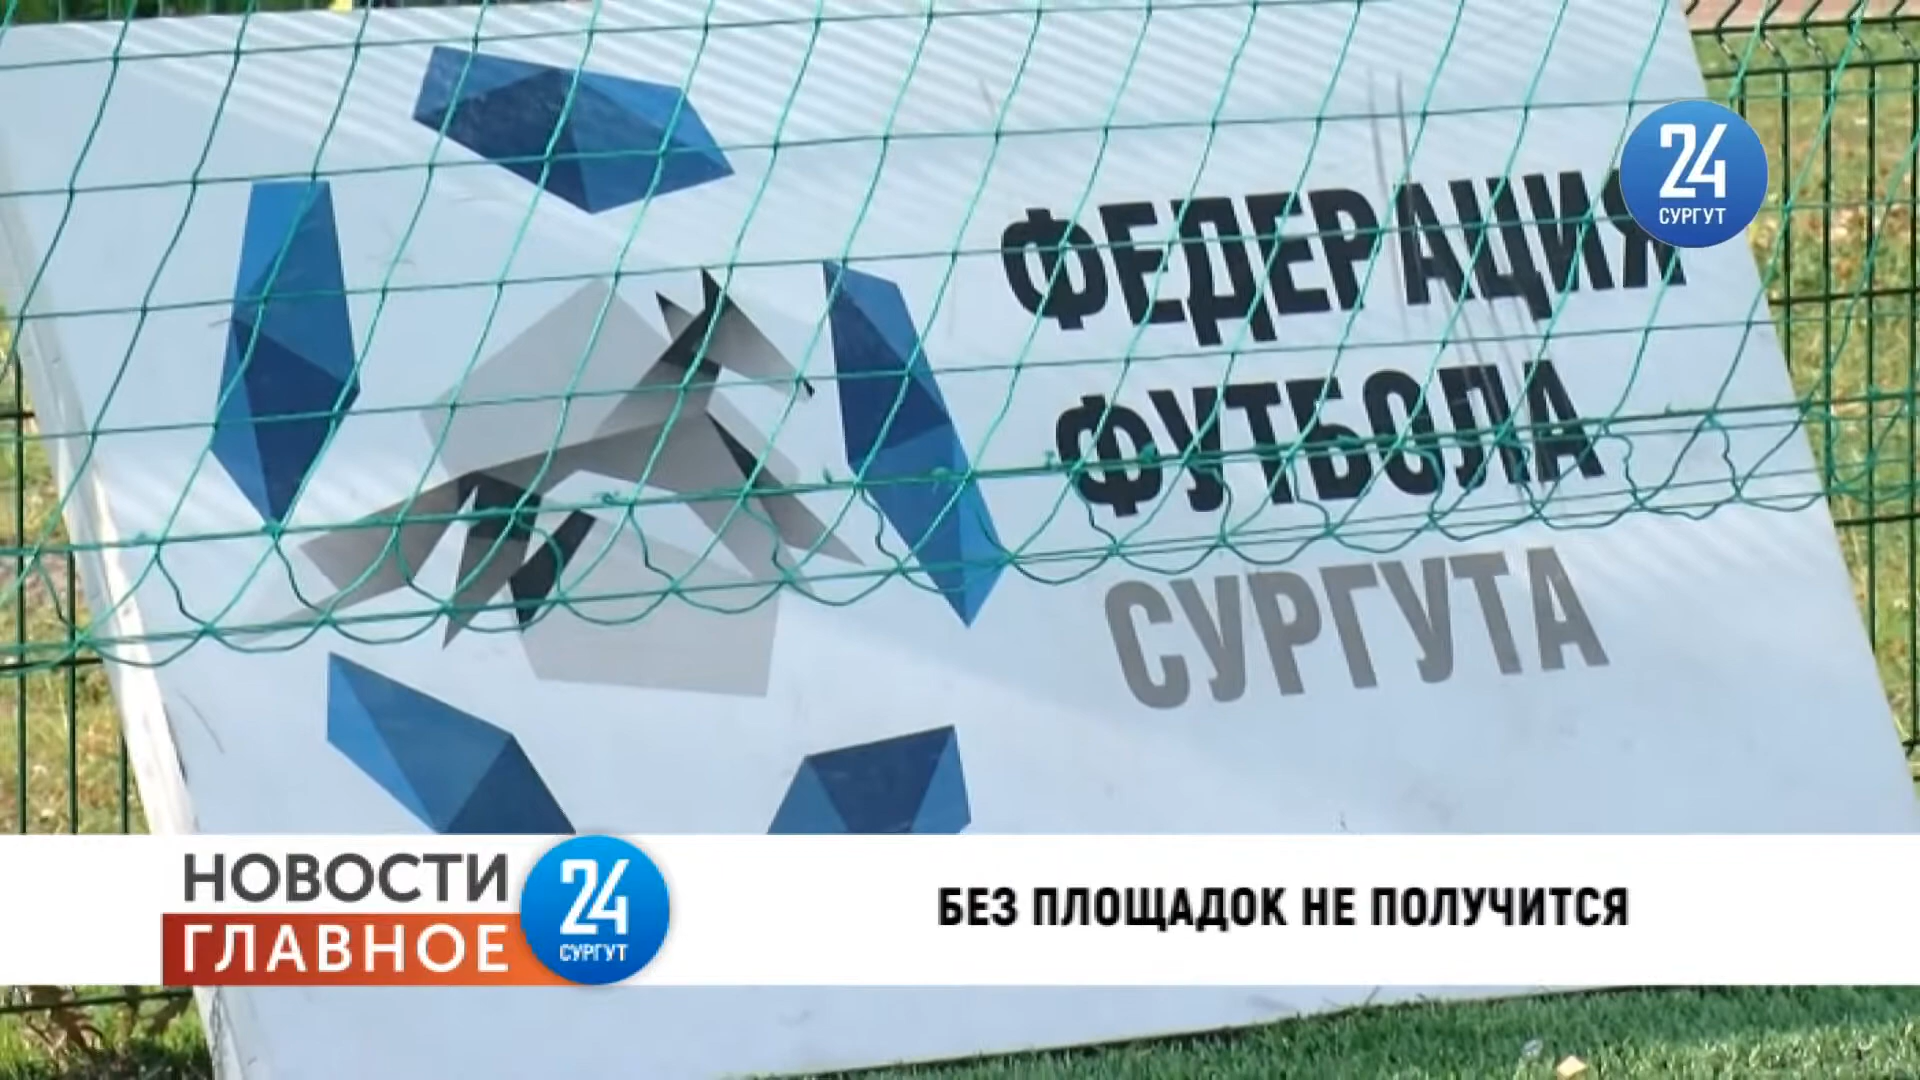 24
СУРГУТ
ФЕДЕРАЦИЯ
ФУТБОЛА
СУРГУТА
НОВОСТИ
ГЛАВНОЕ
24
СУРГУТ
БЕЗ ПЛОЩАДОК НЕ ПОЛУЧИТСЯ